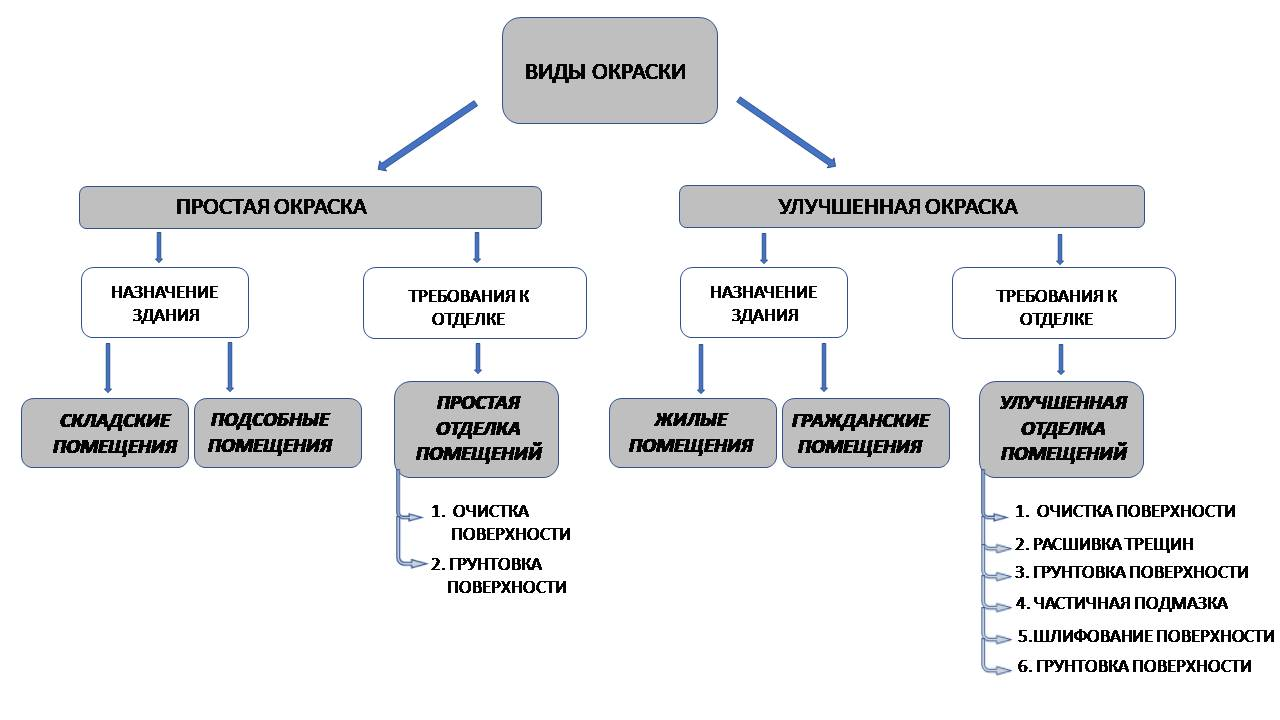 ВИДЫ ОКРАСКИ
ПРОСТАЯ ОКРАСКА
НАЗНАЧЕНИЕ
ЗДАНИЯ
ТРЕБОВАНИЯ К
ОТДЕЛКЕ
СКЛАДСКИЕ
ПОМЕЩЕНИЯ
ПОДСОБНЫЕ
ПОМЕЩЕНИЯ
ПРОСТАЯ
ОТДЕЛКА
ПОМЕЩЕНИЙ
1. ОЧИСТКА
ПОВЕРХНОСТИ
2. ГРУНТОВКА
ПОВЕРХНОСТИ
УЛУЧШЕННАЯ ОКРАСКА
НАЗНАЧЕНИЕ
ЗДАНИЯ
ТРЕБОВАНИЯ К
ОТДЕЛКЕ
ЖИЛЫЕ
ПОМЕЩЕНИЯ
ГРАЖДАНСКИЕ
ПОМЕЩЕНИЯ
УЛУЧШЕННАЯ
ОТДЕЛКА
ПОМЕЩЕНИЙ
1. ОЧИСТКА ПОВЕРХНОСТИ
2. РАСШИВКА ТРЕЩИН
3. ГРУНТОВКА ПОВЕРХНОСТИ
4. ЧАСТИЧНАЯ ПОДМАЗКА
5.ШЛИФОВАНИЕ ПОВЕРХНОСТИ
6. ГРУНТОВКА ПОВЕРХНОСТИ